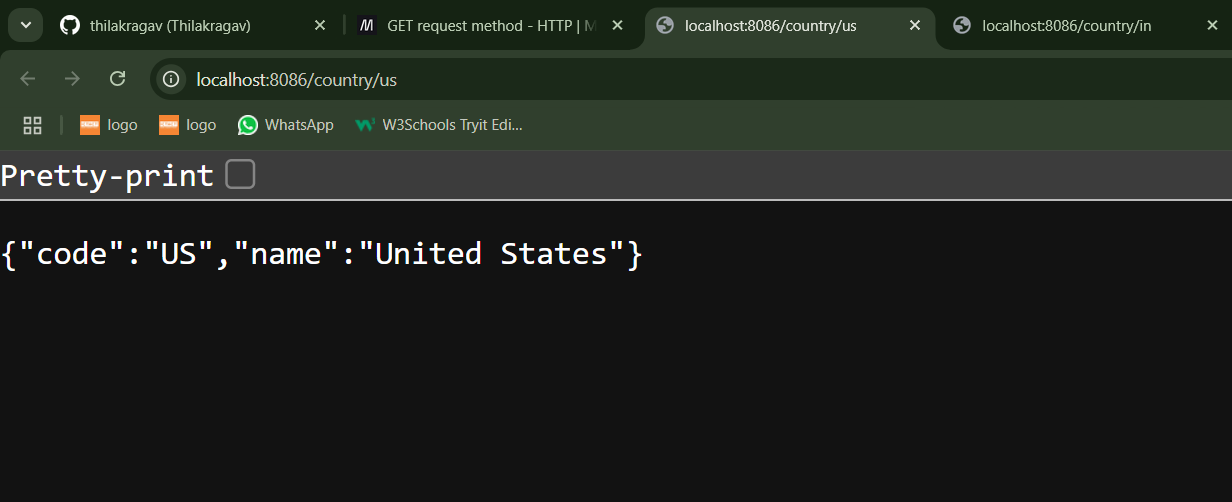 thilakragav (Thilakragav)
GET request method - HTTP | M
localhost:8086/country/us
localhost:8086/country/in
localhost:8086/country/us
logo
logo
WhatsApp
W3Schools Tryit Edi...
Pretty-print
{"code":"US","name":"United States"}